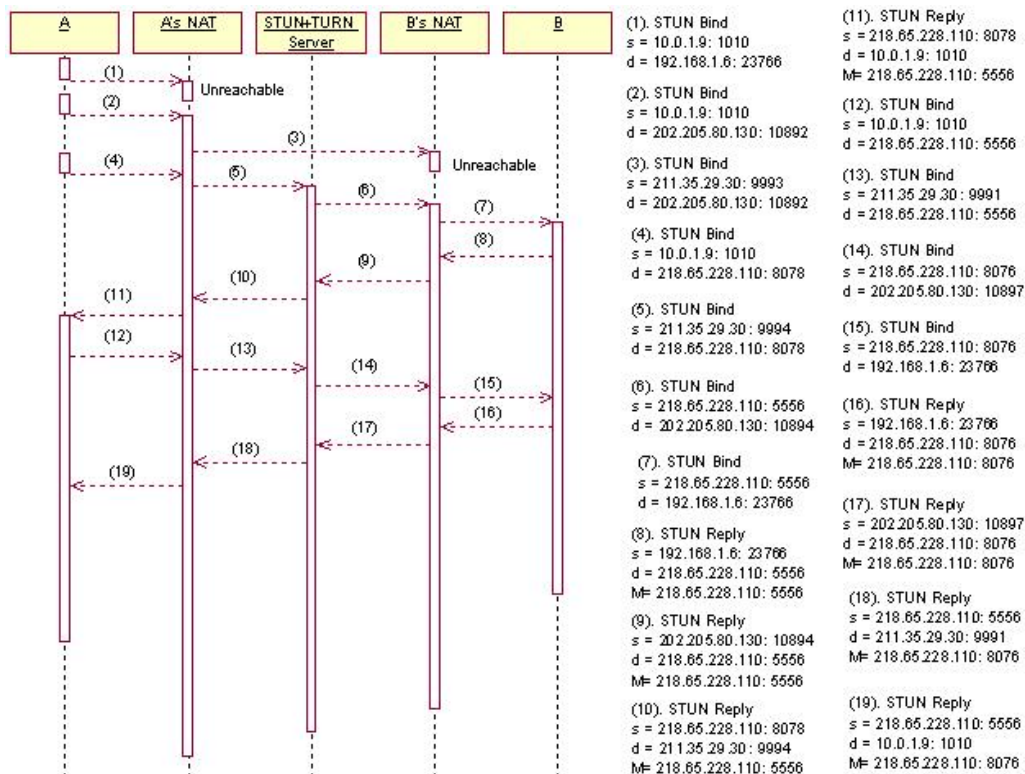 A
A's NAT
STUN+TURN
Server
B's NAT
B
(1)
Unreachable
(2)
(3)
Unreachable
(4)
(5)
(6)
(7)
(8)
(9)
(10)
(11)
(12)
(13)
(14)
(15)
(16)
(17)
(18)
(19)
(1). STUN Bind
s = 10.0.1.9: 1010
d = 192.168.1.6: 23766
(2). STUN Bind
s = 10.0.1.9: 1010
d = 202.205.80.130: 10892
(3). STUN Bind
s = 211.35.29.30: 9993
d = 202.205.80.130: 10892
(4). STUN Bind
s = 10.0.1.9: 1010
d = 218.65.228.110: 8078
(5). STUN Bind
s = 211.35.29.30: 9994
d = 218.65.228.110: 8078
(6). STUN Bind
s = 218.65.228.110: 5556
d = 202.205.80.130: 10894
(7). STUN Bind
s = 218.65.228.110: 5556
d = 192.168.1.6: 23766
(8). STUN Reply
s = 192.168.1.6: 23766
d = 218.65.228.110: 5556
M= 218.65.228.110: 5556
(9). STUN Reply
s = 202.205.80.130: 10894
d = 218.65.228.110: 5556
M= 218.65.228.110: 5556
(10). STUN Reply
s = 218.65.228.110: 8078
d = 211.35.29.30: 9994
M= 218.65.228.110: 5556
(11). STUN Reply
s = 218.65.228.110: 8078
d = 10.0.1.9: 1010
M= 218.65.228.110: 5556
(12). STUN Bind
s = 10.0.1.9: 1010
d = 218.65.228.110: 5556
(13). STUN Bind
s = 211.35.29.30: 9991
d = 218.65.228.110: 5556
(14). STUN Bind
s = 218.65.228.110: 8076
d = 202.205.80.130: 10897
(15). STUN Bind
s = 218.65.228.110: 8076
d = 192.168.1.6: 23766
(16). STUN Reply
s = 192.168.1.6: 23766
d = 218.65.228.110: 8076
M= 218.65.228.110: 8076
(17). STUN Reply
s = 202.205.80.130: 10897
d = 218.65.228.110: 8076
M= 218.65.228.110: 8076
(18). STUN Reply
s = 218.65.228.110: 5556
d = 211.35.29.30: 9991
M= 218.65.228.110: 8076
(19). STUN Reply
s = 218.65.228.110: 5556
d = 10.0.1.9: 1010
M= 218.65.228.110: 8076